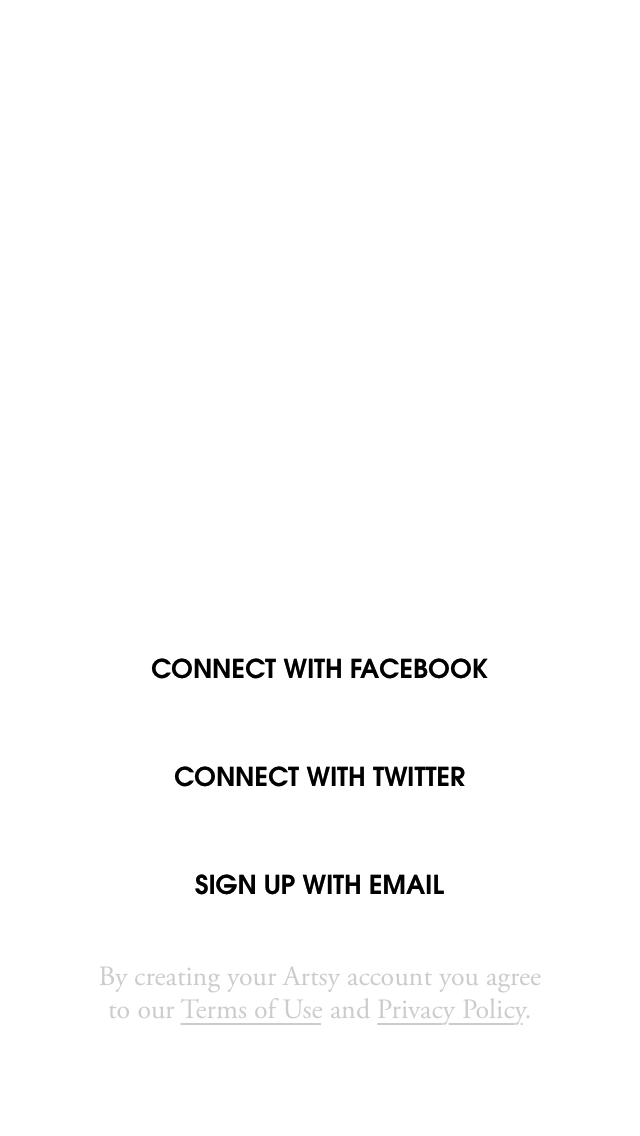 CONNECT WITH FACEBOOK
CONNECT WITH TWITTER
SIGN UP WITH EMAIL
By creating your Artsy account you agree
to our Terms of Use and Privacy Policy.